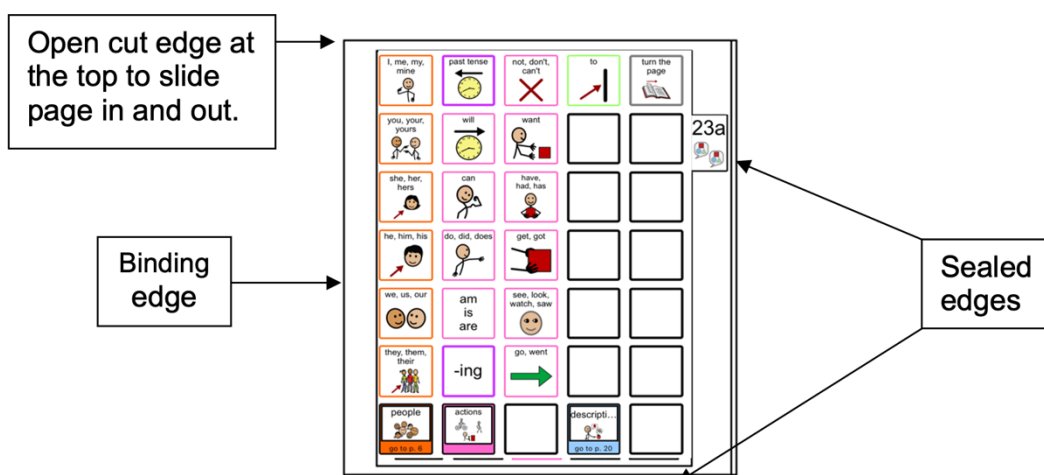 Open cut edge at
the top to slide
page in and out.
Binding
edge
Sealed
edges
I, me, my,
mine
past tense
not, don't,
can't
to
turn the
page
you, your,
yours
will
want
23a
she, her,
hers
can
have,
had, has
he, him, his
do, did, does
get, got
we, us, our
am
is
are
see, look,
watch, saw
they, them,
their
-ing
go, went
people
go to p. 6
actions
descripti...
go to p. 20